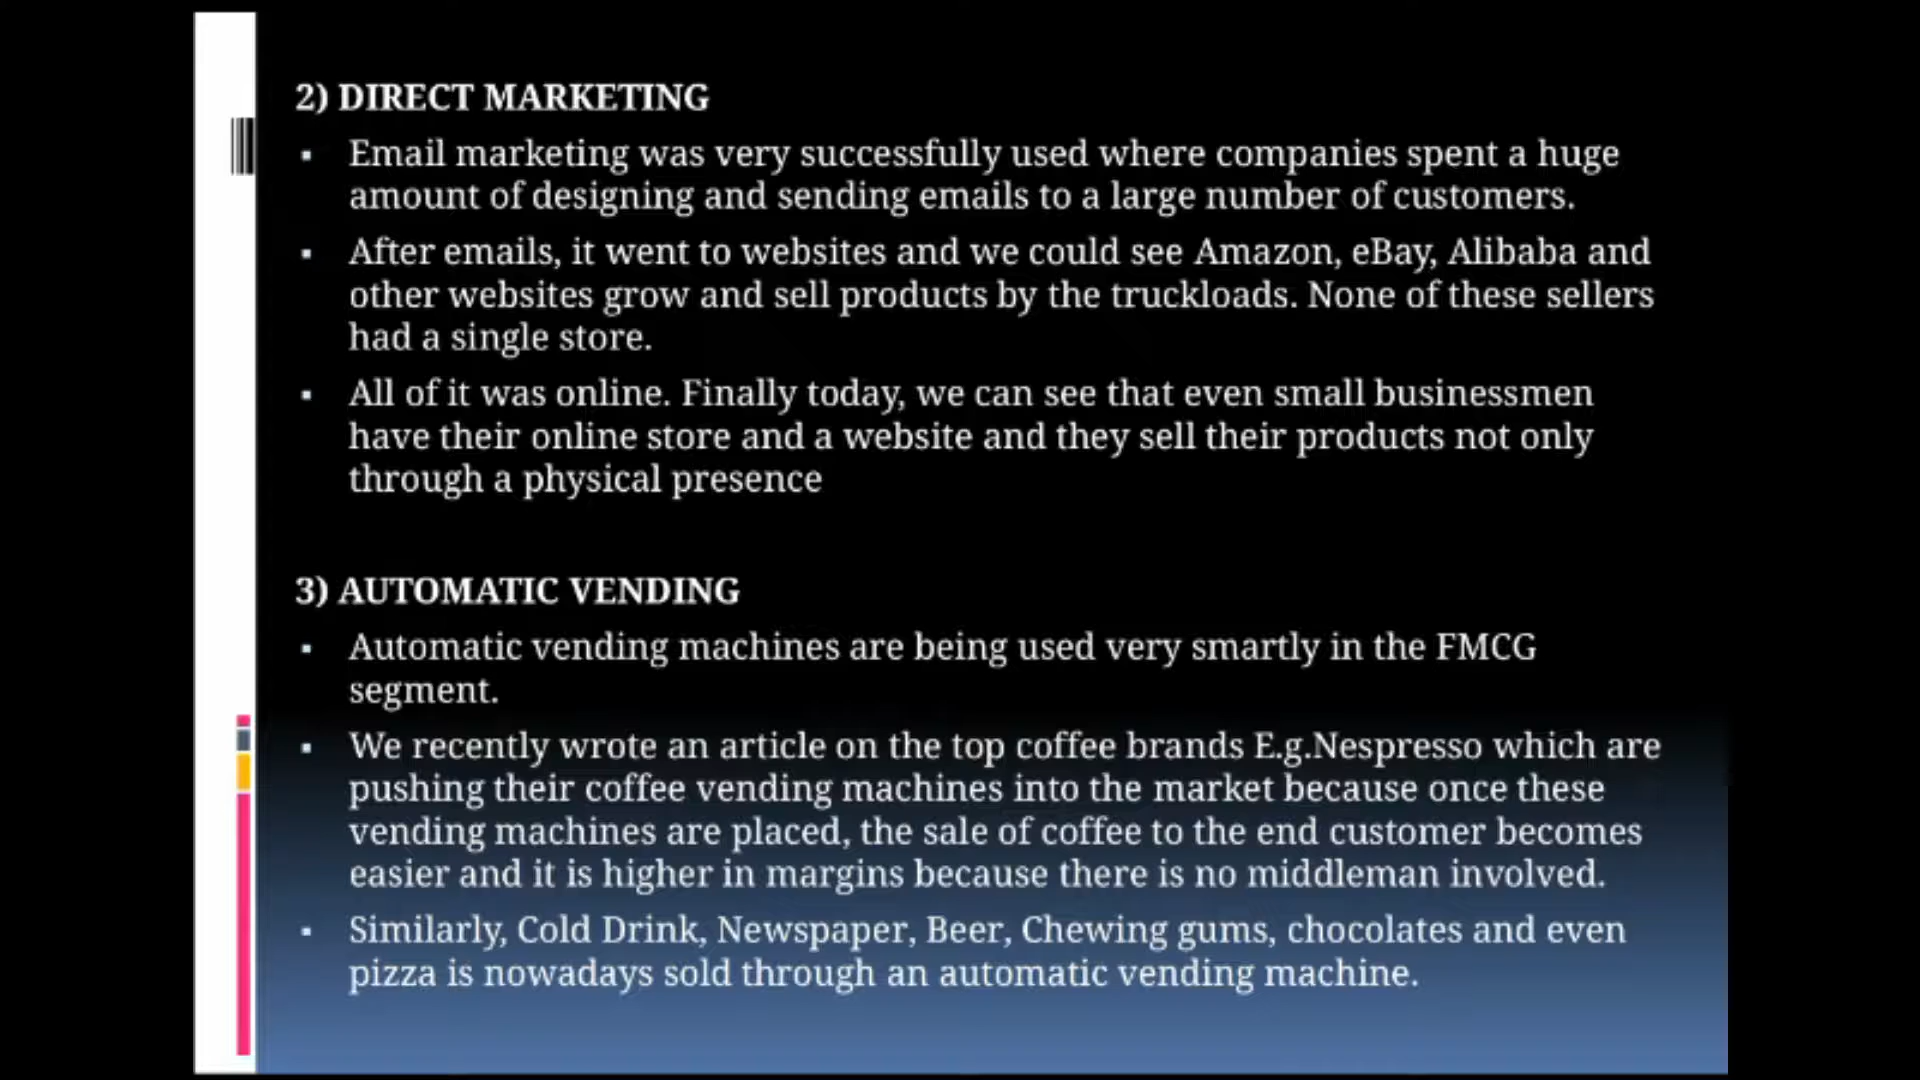 2) DIRECT MARKETING
▪ Email marketing was very successfully used where companies spent a huge
amount of designing and sending emails to a large number of customers.
▪ After emails, it went to websites and we could see Amazon, eBay, Alibaba and
other websites grow and sell products by the truckloads. None of these sellers
had a single store.
▪ All of it was online. Finally today, we can see that even small businessmen
have their online store and a website and they sell their products not only
through a physical presence
3) AUTOMATIC VENDING
▪ Automatic vending machines are being used very smartly in the FMCG
segment.
▪ We recently wrote an article on the top coffee brands E.g.Nespresso which are
pushing their coffee vending machines into the market because once these
vending machines are placed, the sale of coffee to the end customer becomes
easier and it is higher in margins because there is no middleman involved.
▪ Similarly, Cold Drink, Newspaper, Beer, Chewing gums, chocolates and even
pizza is nowadays sold through an automatic vending machine.